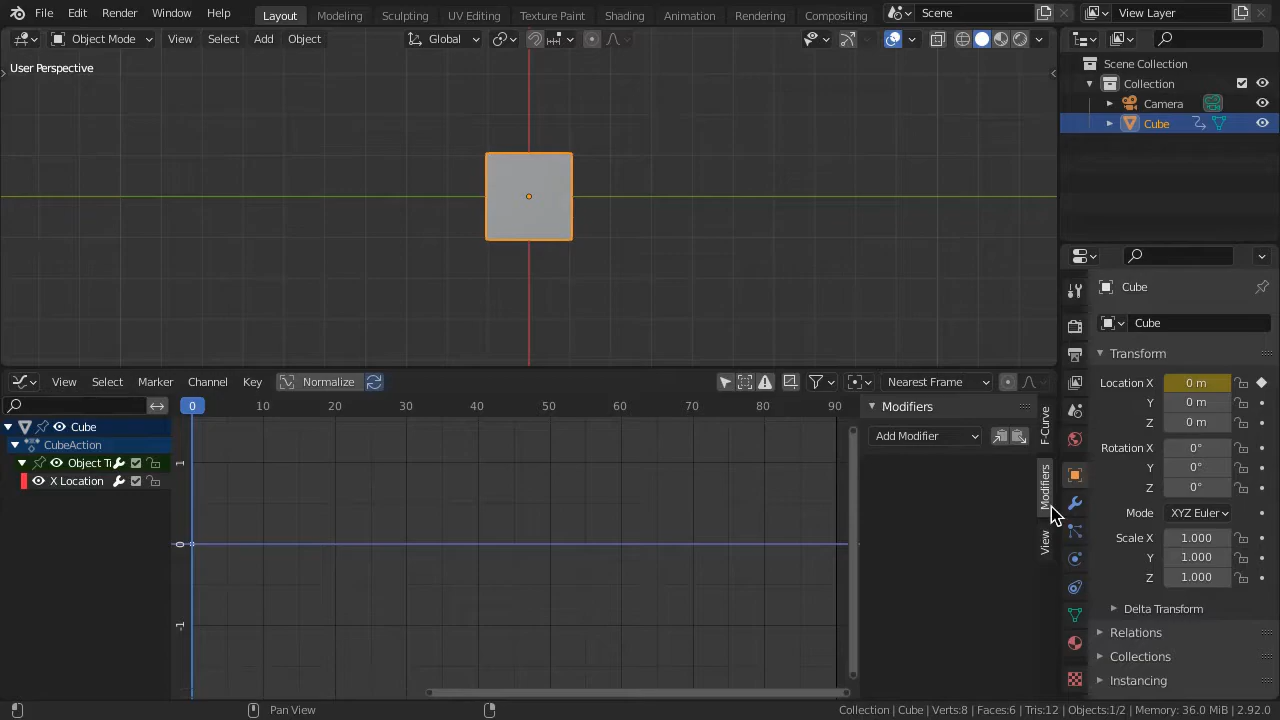 File Edit Render Window Help Layout Modeling Sculpting UV Editing Texture Paint Shading Animation Rendering Compositing Scene View Layer
Object Mode View Select Add Object Global
User Perspective
Scene Collection
Collection
Camera
Cube
Cube
Cube
Transform
Location X 0 m
Y 0 m
Z 0 m
Rotation X 0°
Y 0°
Z 0°
Mode XYZ Euler
Scale X 1.000
Y 1.000
Z 1.000
Delta Transform
Relations
Collections
Instancing
View Select Marker Channel Key Normalize Nearest Frame
0 10 20 30 40 50 60 70 80 90
Cube
CubeAction
Object Ti
X Location
1
0
-1
Modifiers
Add Modifier
F-Curve
Modifiers
View
Pan View
Collection | Cube | Verts:8 | Faces:6 | Tris:12 | Objects:1/2 | Memory: 36.0 MiB | 2.92.0